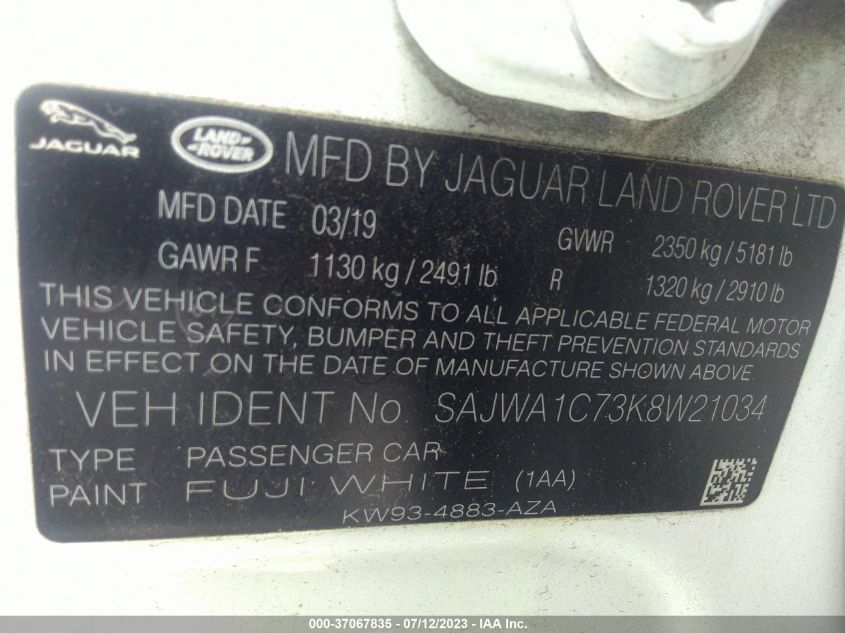 JAGUAR
LAND ROVER
MFD BY JAGUAR LAND ROVER LTD
MFD DATE 03/19 GVWR 2350 kg / 5181 lb
GAWR F 1130 kg / 2491 lb R 1320 kg / 2910 lb
THIS VEHICLE CONFORMS TO ALL APPLICABLE FEDERAL MOTOR
VEHICLE SAFETY, BUMPER AND THEFT PREVENTION STANDARDS
IN EFFECT ON THE DATE OF MANUFACTURE SHOWN ABOVE.
VEH IDENT No SAJWA1C73K8W21034
TYPE PASSENGER CAR
PAINT FUJI WHITE (1AA)
KW93-4883-AZA
000-37067835 - 07/12/2023 - IAA Inc.